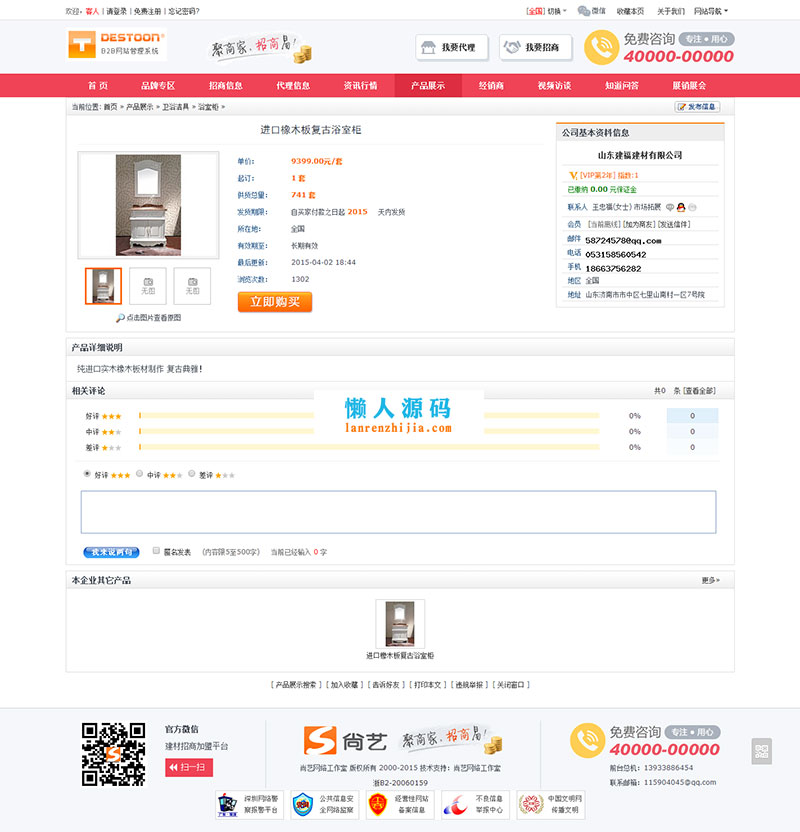 欢迎, 客人 | 请登录 | 免费注册 | 忘记密码?
[全国] 切换 微信 收藏本页 关于我们 网站导航
DESTOON
B2B网站管理系统
聚商家, 招商易!
我要代理
我要招商
免费咨询 专注 • 用心
40000-00000
首 页 品牌专区 招商信息 代理信息 资讯行情 产品展示 经销商 视频访谈 知道问答 展销展会
当前位置: 首页 » 产品展示 » 卫浴洁具 » 浴室柜 »
发布信息
进口橡木板复古浴室柜
单价: 9399.00元/套
起订: 1 套
供货总量: 741 套
发货期限: 自买家付款之日起 2015 天内发货
所在地: 全国
有效期至: 长期有效
最后更新: 2015-04-02 18:44
浏览次数: 1302
立即购买
无图
无图
点击图片查看原图
公司基本资料信息
山东建福建材有限公司
[VIP第2年] 指数:1
已缴纳 0.00 元保证金
联系人 王忠福(女士) 市场拓展
会员 [当前离线] [加为商友] [发送信件]
邮件 58724578@qq.com
电话 053158560542
手机 18663756282
地区 全国
地址 山东济南市市中区七里山南村一区7号院
产品详细说明
纯进口实木橡木板材制作 复古典雅!
相关评论
共0 条 [查看全部]
好评 0% 0
中评 0% 0
差评 0% 0
懒人源码
lanrenzhijia.com
好评 中评 差评
我来说两句
匿名发表 (内容限5至500字) 当前已经输入 0 字
本企业其它产品
更多»
进口橡木板复古浴室柜
[ 产品展示搜索 ] [ 加入收藏 ] [ 告诉好友 ] [ 打印本文 ] [ 违规举报 ] [ 关闭窗口 ]
官方微信
建材招商加盟平台
扫一扫
尚艺
聚商家, 招商易!
尚艺网络工作室 版权所有 2000-2015 技术支持: 尚艺网络工作室
浙B2-20060159
免费咨询 专注 • 用心
40000-00000
前台总机: 13933886454
联系邮箱: 115904045@qq.com
深圳网络警察报警平台
公共信息安全网络监察
经营性网站备案信息
不良信息举报中心
中国文明网传播文明